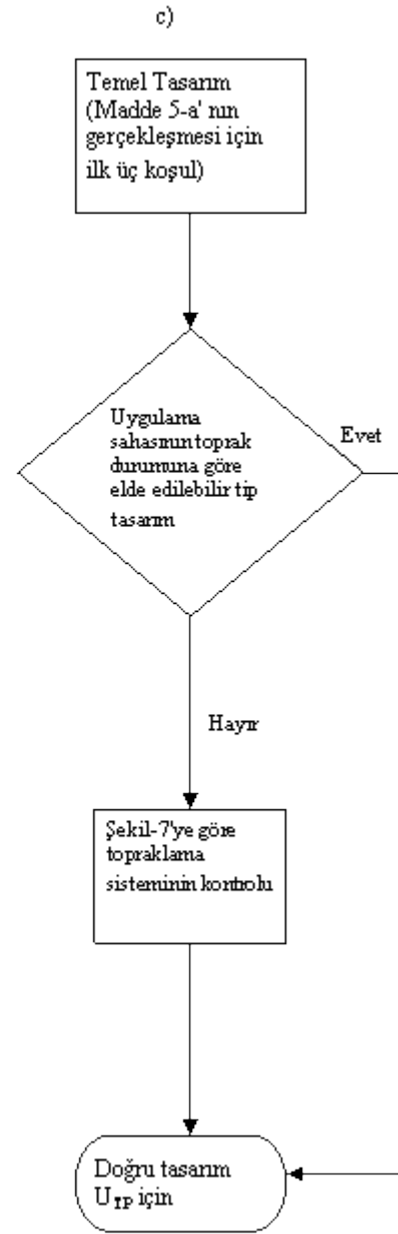 c)
Temel Tasarım
(Madde 5-a' nın
gerçekleşmesi için
ilk üç koşul)
Uygulama
sahasının toprak
durumuna göre
elde edilebilir tip
tasarım
Evet
Hayır
Şekil-7'ye göre
topraklama
sisteminin kontrolu
Doğru tasarım
UTP için